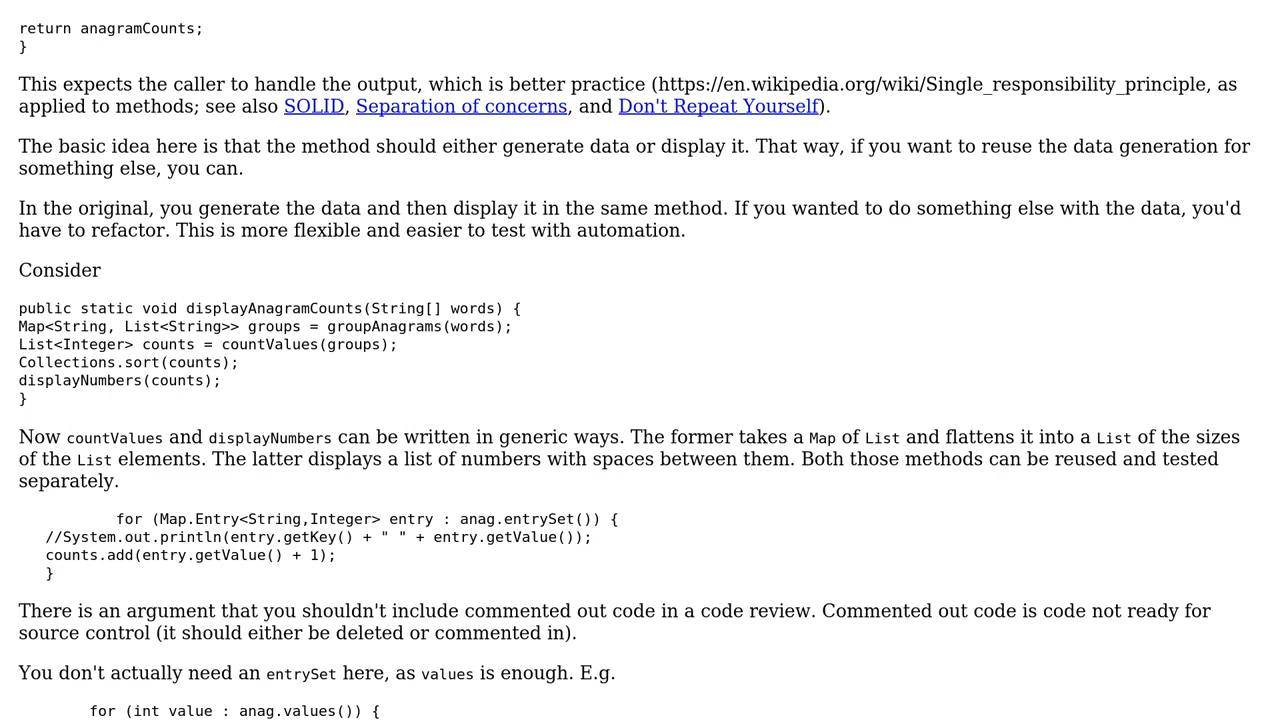 return anagramCounts;
}
This expects the caller to handle the output, which is better practice (https://en.wikipedia.org/wiki/Single_responsibility_principle, as
applied to methods; see also SOLID, Separation of concerns, and Don't Repeat Yourself).
The basic idea here is that the method should either generate data or display it. That way, if you want to reuse the data generation for
something else, you can.
In the original, you generate the data and then display it in the same method. If you wanted to do something else with the data, you'd
have to refactor. This is more flexible and easier to test with automation.
Consider
public static void displayAnagramCounts(String[] words) {
Map<String, List<String>> groups = groupAnagrams(words);
List<Integer> counts = countValues(groups);
Collections.sort(counts);
displayNumbers(counts);
}
Now countValues and displayNumbers can be written in generic ways. The former takes a Map of List and flattens it into a List of the sizes
of the List elements. The latter displays a list of numbers with spaces between them. Both those methods can be reused and tested
separately.
for (Map.Entry<String,Integer> entry : anag.entrySet()) {
//System.out.println(entry.getKey() + " " + entry.getValue());
counts.add(entry.getValue() + 1);
}
There is an argument that you shouldn't include commented out code in a code review. Commented out code is code not ready for
source control (it should either be deleted or commented in).
You don't actually need an entrySet here, as values is enough. E.g.
for (int value : anag.values()) {